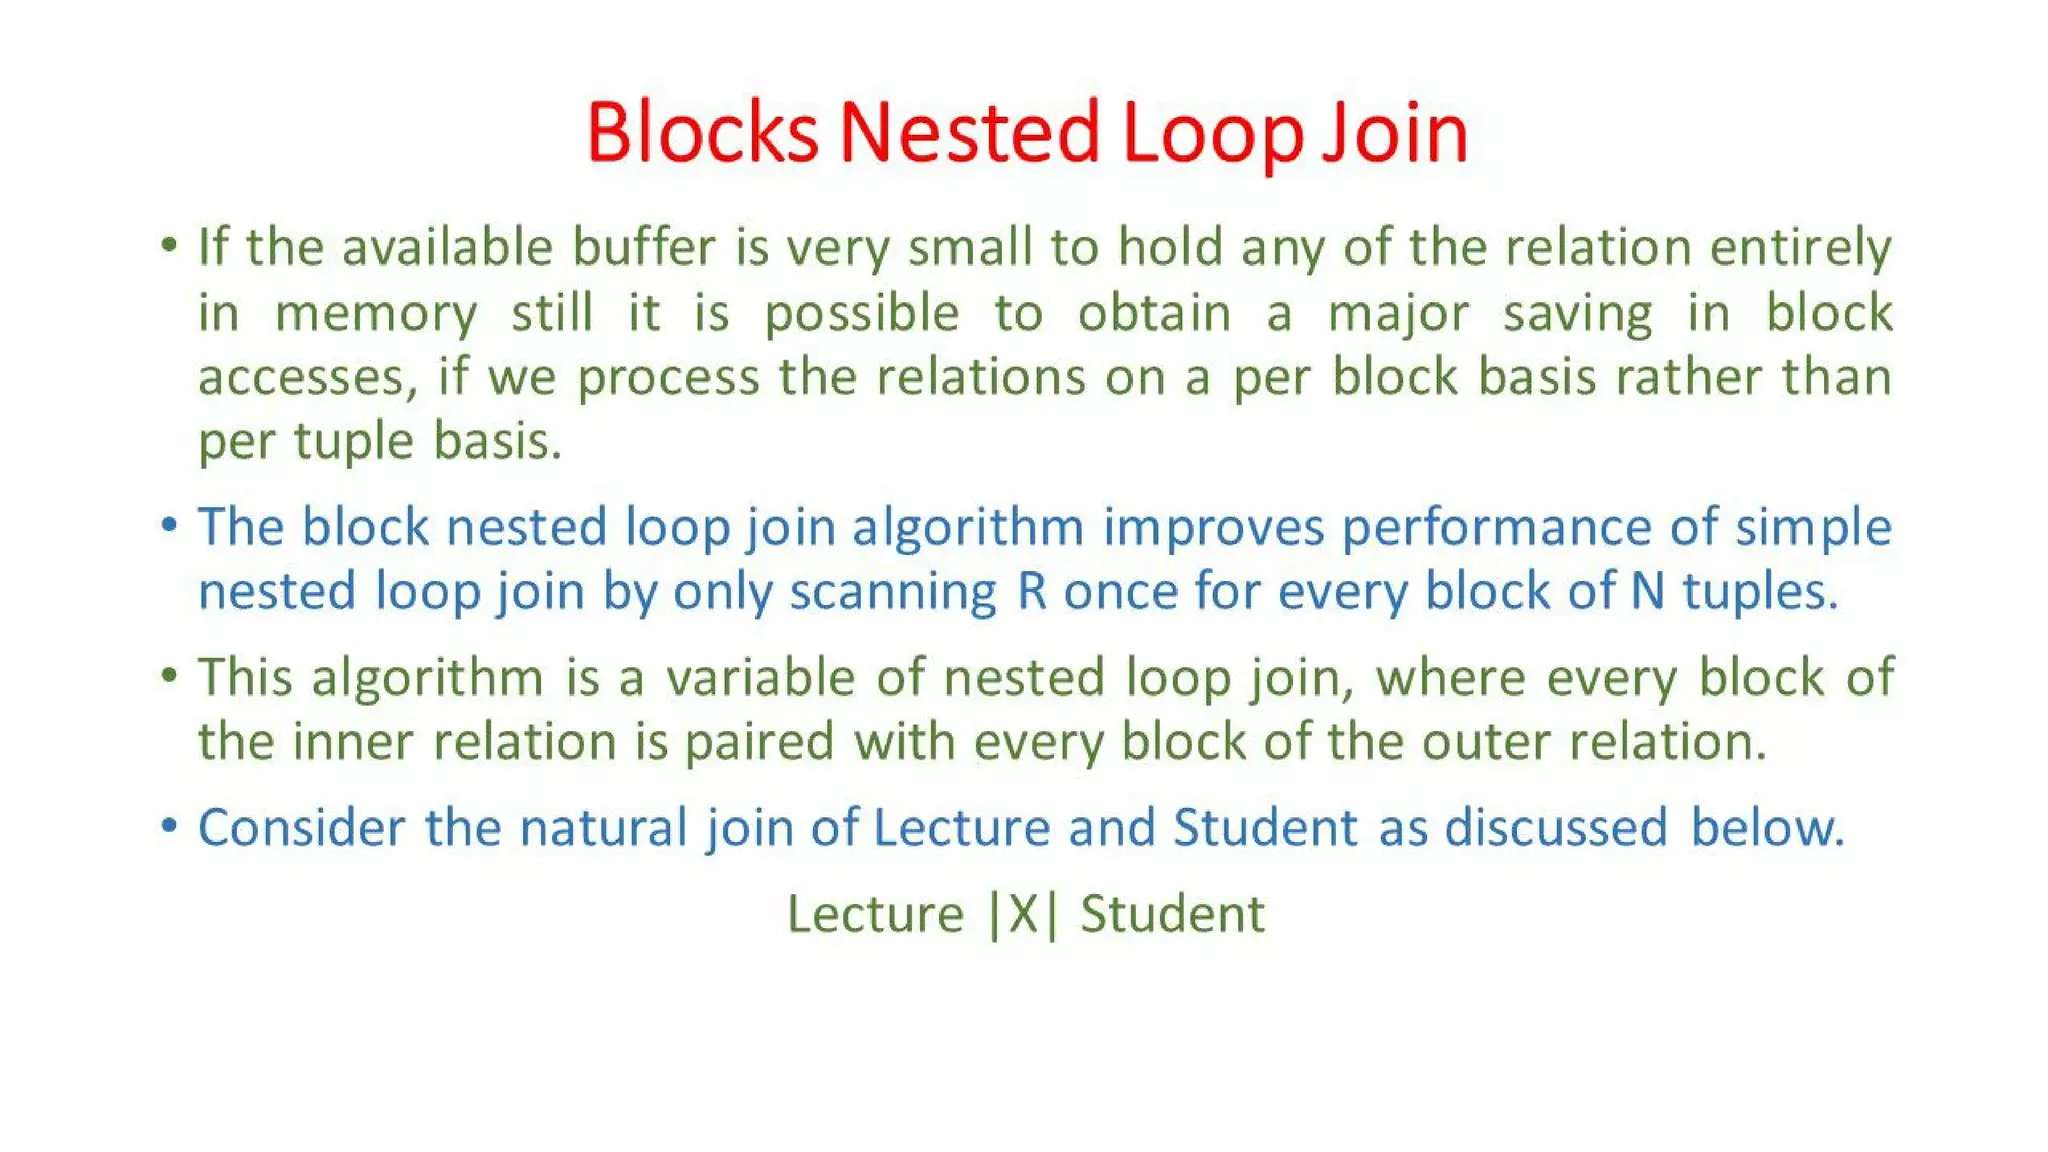 Blocks Nested Loop Join
• If the available buffer is very small to hold any of the relation entirely
in memory still it is possible to obtain a major saving in block
accesses, if we process the relations on a per block basis rather than
per tuple basis.
• The block nested loop join algorithm improves performance of simple
nested loop join by only scanning R once for every block of N tuples.
• This algorithm is a variable of nested loop join, where every block of
the inner relation is paired with every block of the outer relation.
• Consider the natural join of Lecture and Student as discussed below.
Lecture |X| Student